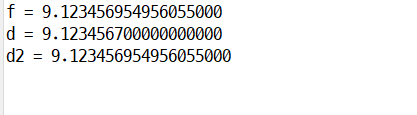 f = 9.123456954956055000
d = 9.123456700000000000
d2 = 9.123456954956055000